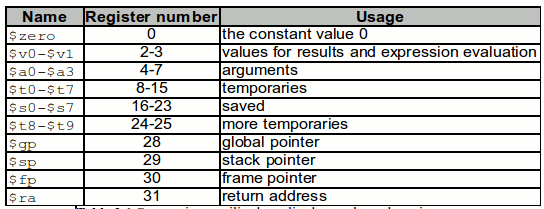 Name Register number Usage
$zero 0 the constant value 0
$v0-$v1 2-3 values for results and expression evaluation
$a0-$a3 4-7 arguments
$t0-$t7 8-15 temporaries
$s0-$s7 16-23 saved
$t8-$t9 24-25 more temporaries
$gp 28 global pointer
$sp 29 stack pointer
$fp 30 frame pointer
$ra 31 return address